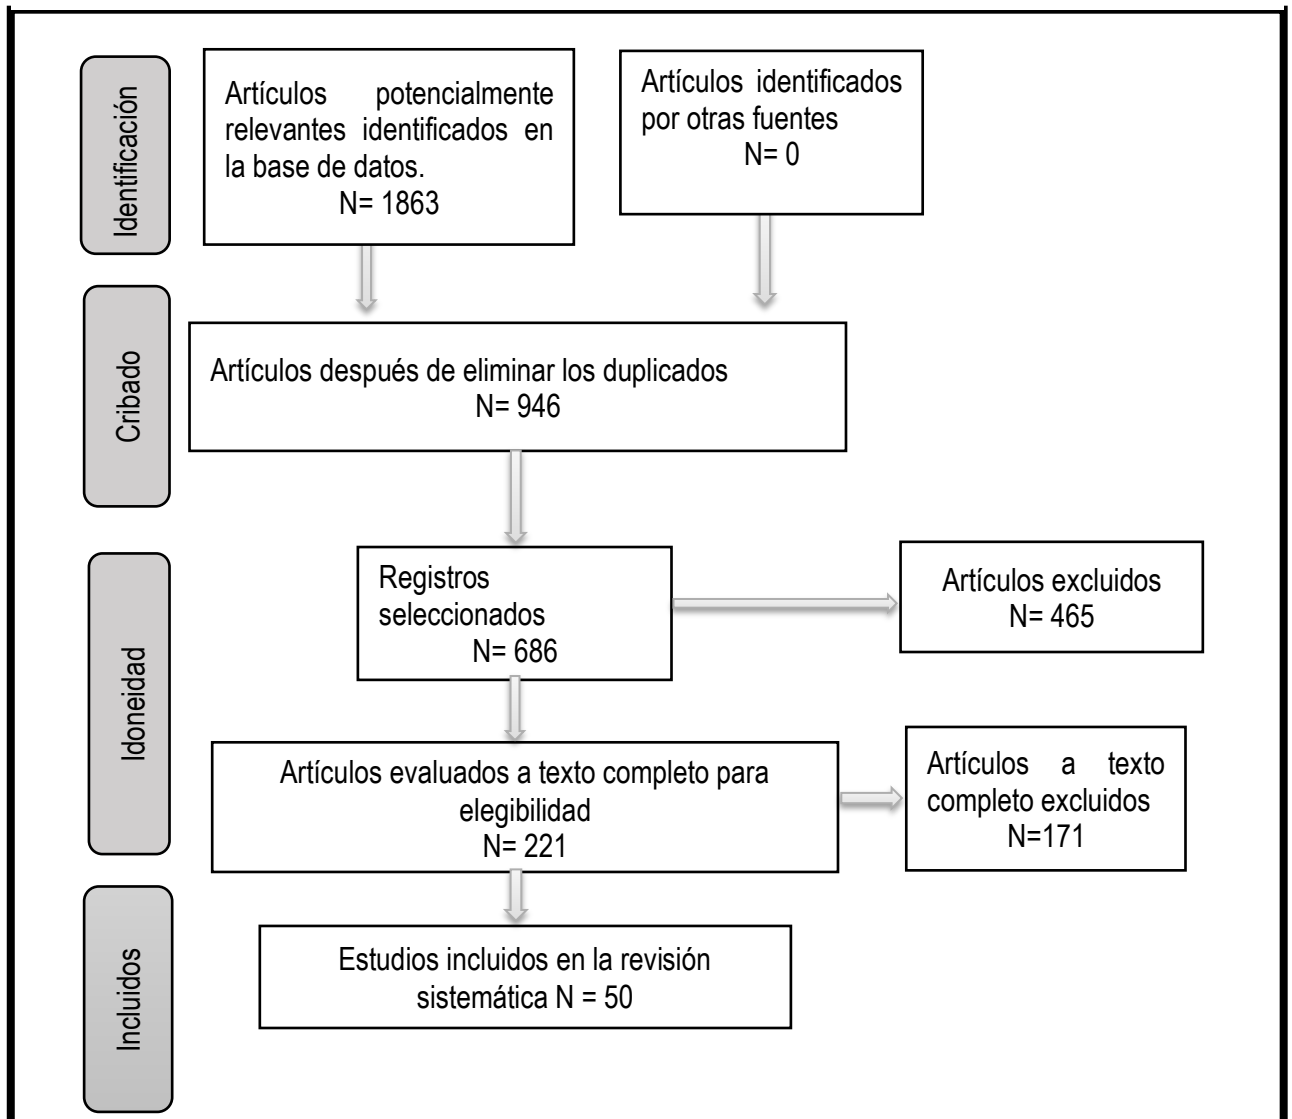 Identificación
Artículos potencialmente
relevantes identificados en
la base de datos.
N= 1863
Artículos identificados
por otras fuentes
N= 0
Cribado
Artículos después de eliminar los duplicados
N= 946
Idoneidad
Registros
seleccionados
N= 686
Artículos excluidos
N= 465
Artículos evaluados a texto completo para
elegibilidad
N= 221
Artículos a texto
completo excluidos
N=171
Incluidos
Estudios incluidos en la revisión
sistemática N = 50